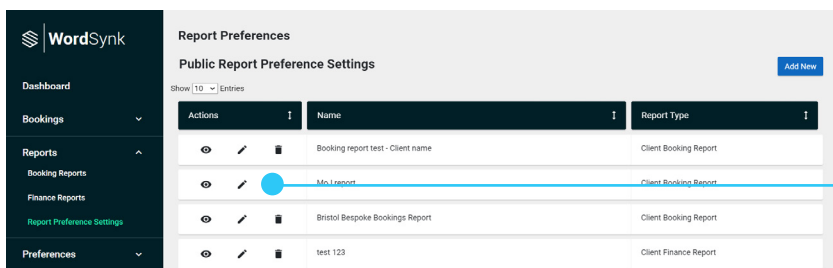 WordSynk
Report Preferences
Public Report Preference Settings
Add New
Show 10 Entries
Dashboard
Bookings
Reports
Booking Reports
Finance Reports
Report Preference Settings
Preferences
Actions Name Report Type
Booking report test - Client name Client Booking Report
Mo J report Client Booking Report
Bristol Bespoke Bookings Report Client Booking Report
test 123 Client Finance Report